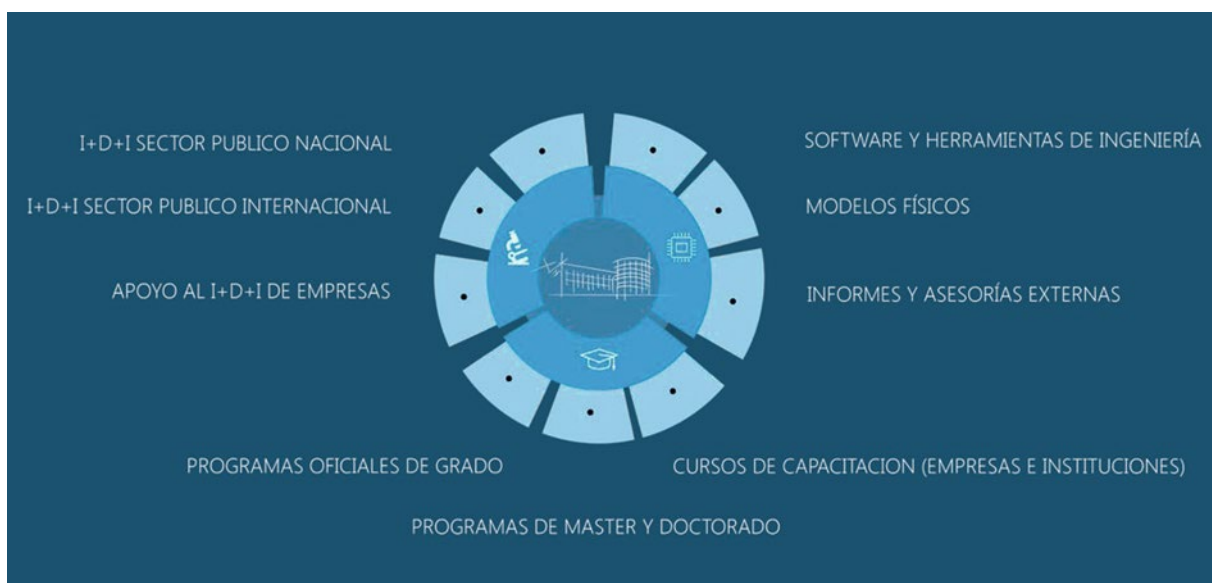 I+D+I SECTOR PUBLICO NACIONAL
SOFTWARE Y HERRAMIENTAS DE INGENIERÍA
I+D+I SECTOR PUBLICO INTERNACIONAL
MODELOS FÍSICOS
APOYO AL I+D+I DE EMPRESAS
INFORMES Y ASESORÍAS EXTERNAS
PROGRAMAS OFICIALES DE GRADO
CURSOS DE CAPACITACION (EMPRESAS E INSTITUCIONES)
PROGRAMAS DE MASTER Y DOCTORADO